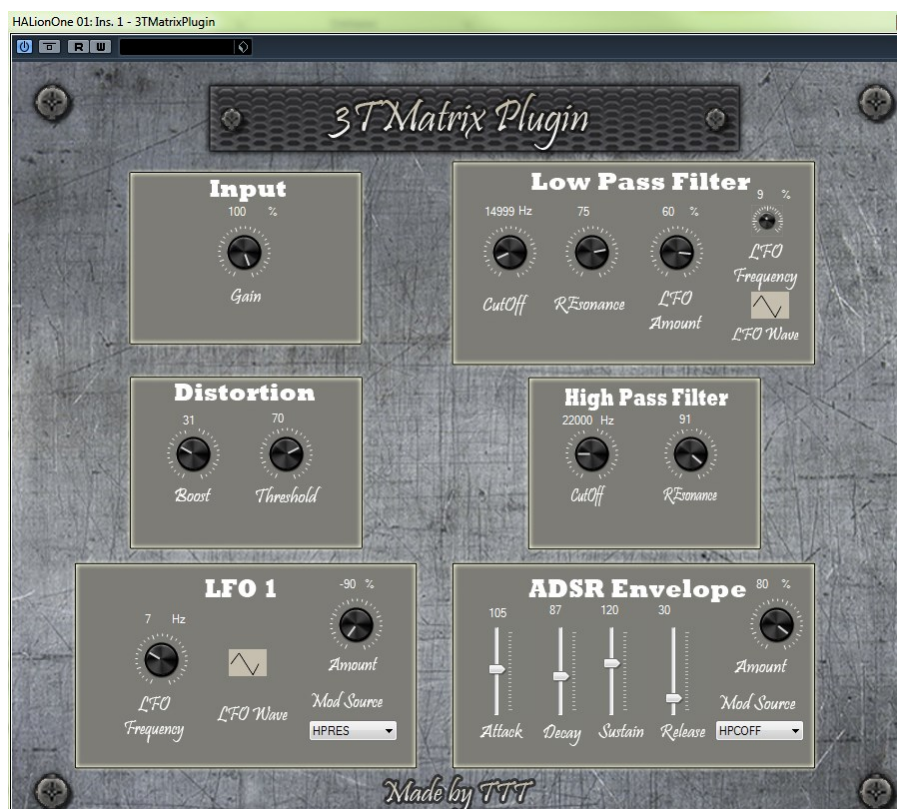 HALionOne 01: Ins. 1 - 3TMatrixPlugin
R W
3TMatrix Plugin
Input
100 %
Gain
Low Pass Filter
14999 Hz
CutOff
75
REsonance
60 %
LFO
Amount
9 %
LFO
Frequency
LFO Wave
Distortion
31
Boost
70
Threshold
High Pass Filter
22000 Hz
CutOff
91
REsonance
LFO 1
7 Hz
LFO
Frequency
LFO Wave
-90 %
Amount
Mod Source
HPRES
ADSR Envelope
105
Attack
87
Decay
120
Sustain
30
Release
80 %
Amount
Mod Source
HPCOFF
Made by TTT